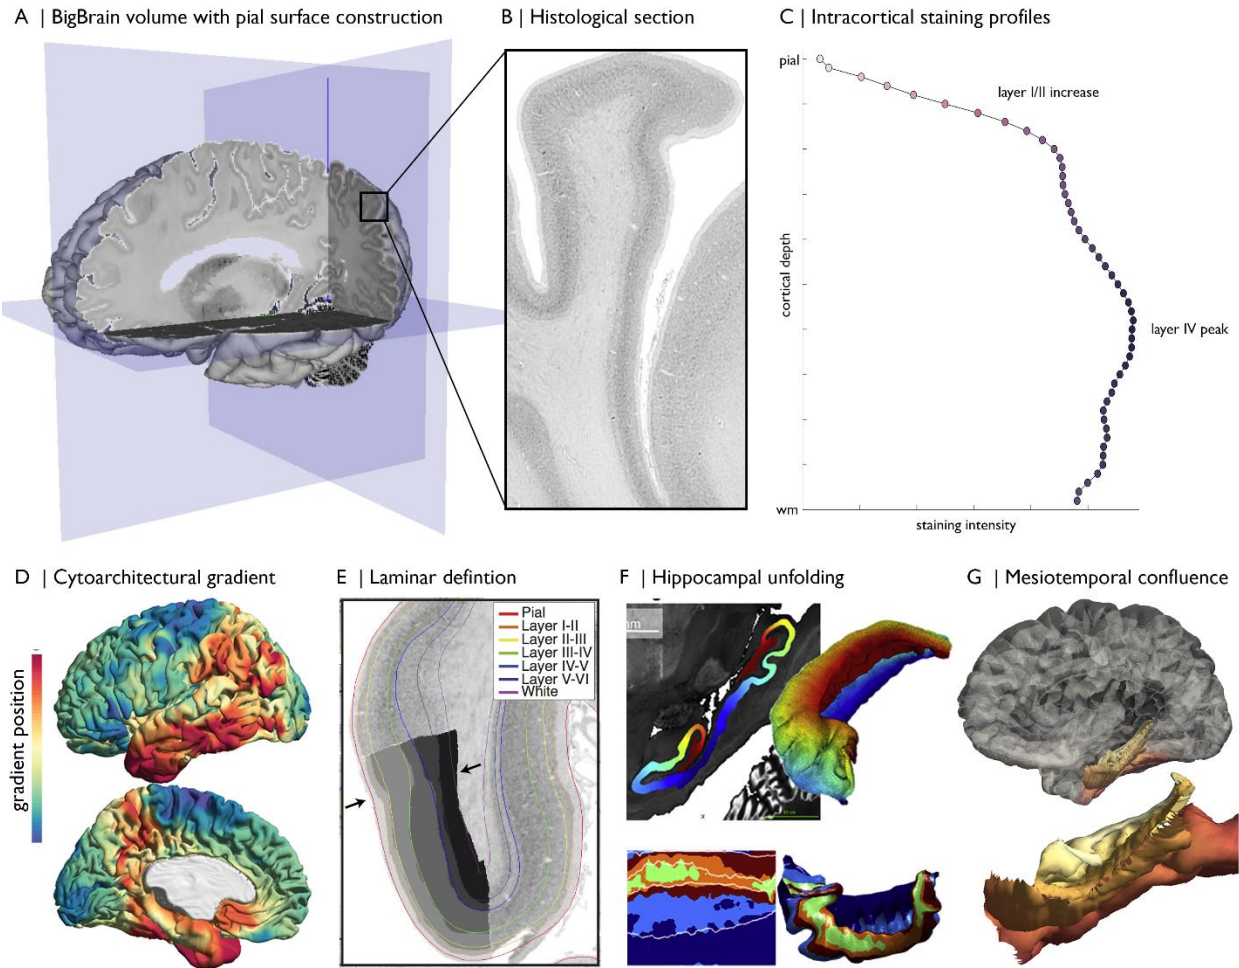 A | BigBrain volume with pial surface construction
B | Histological section
C | Intracortical staining profiles
pial
layer I/II increase
cortical depth
layer IV peak
wm
staining intensity
D | Cytoarchitectural gradient
E | Laminar defintion
F | Hippocampal unfolding
G | Mesiotemporal confluence
gradient position
Pial
Layer I-II
Layer II-III
Layer III-IV
Layer IV-V
Layer V-VI
White